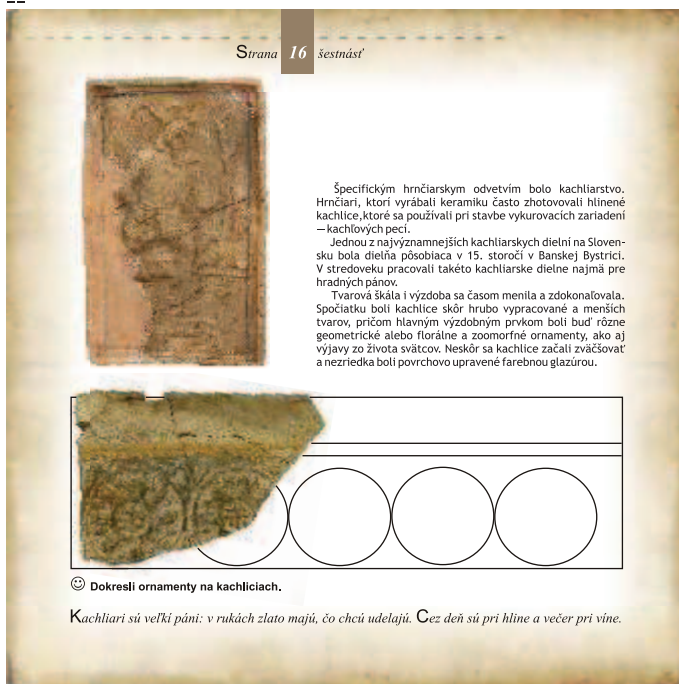 Strana 16 šestnásť
Špecifickým hrnčiarskym odvetvím bolo kachliarstvo.
Hrnčiari, ktorí vyrábali keramiku často zhotovovali hlinené
kachlice,ktoré sa používali pri stavbe vykurovacích zariadení
—kachľových pecí.
Jednou z najvýznamnejších kachliarskych dielní na Sloven-
sku bola dielňa pôsobiaca v 15. storočí v Banskej Bystrici.
V stredoveku pracovali takéto kachliarske dielne najmä pre
hradných pánov.
Tvarová škála i výzdoba sa časom menila a zdokonaľovala.
Spočiatku boli kachlice skôr hrubo vypracované a menších
tvarov, pričom hlavným výzdobným prvkom boli buď rôzne
geometrické alebo florálne a zoomorfné ornamenty, ako aj
výjavy zo života svätcov. Neskôr sa kachlice začali zväčšovať
a nezriedka boli povrchovo upravené farebnou glazúrou.
☺ Dokresli ornamenty na kachliciach.
Kachliari sú veľkí páni: v rukách zlato majú, čo chcú udelajú. Cez deň sú pri hline a večer pri víne.